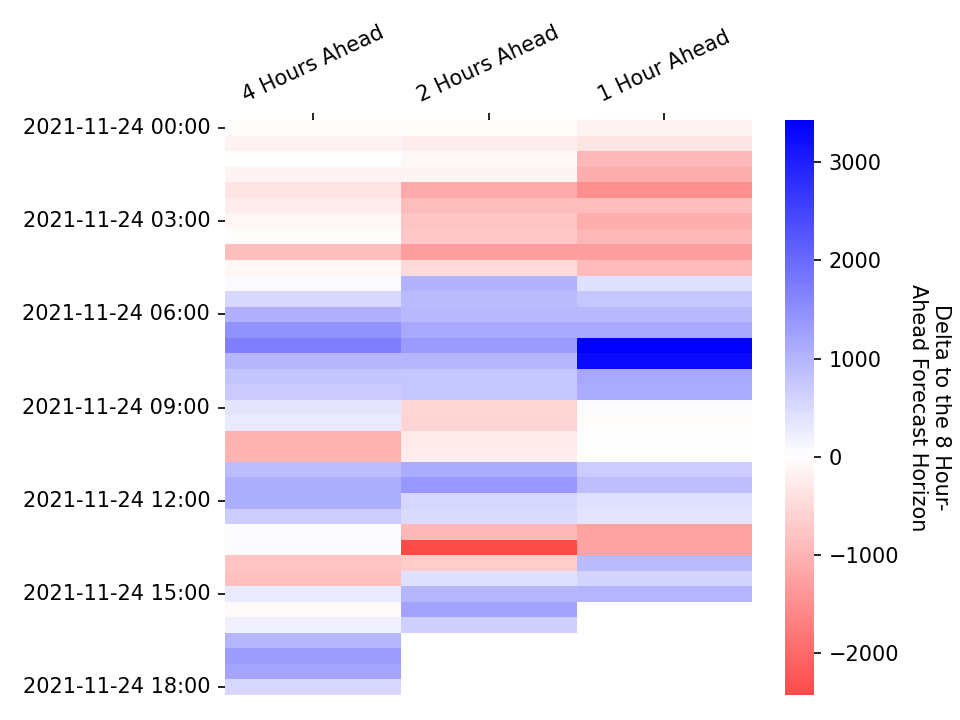 4 Hours Ahead
2 Hours Ahead
1 Hour Ahead
2021-11-24 00:00
2021-11-24 03:00
2021-11-24 06:00
2021-11-24 09:00
2021-11-24 12:00
2021-11-24 15:00
2021-11-24 18:00
3000
2000
1000
0
−1000
−2000
Delta to the 8 Hour-
Ahead Forecast Horizon